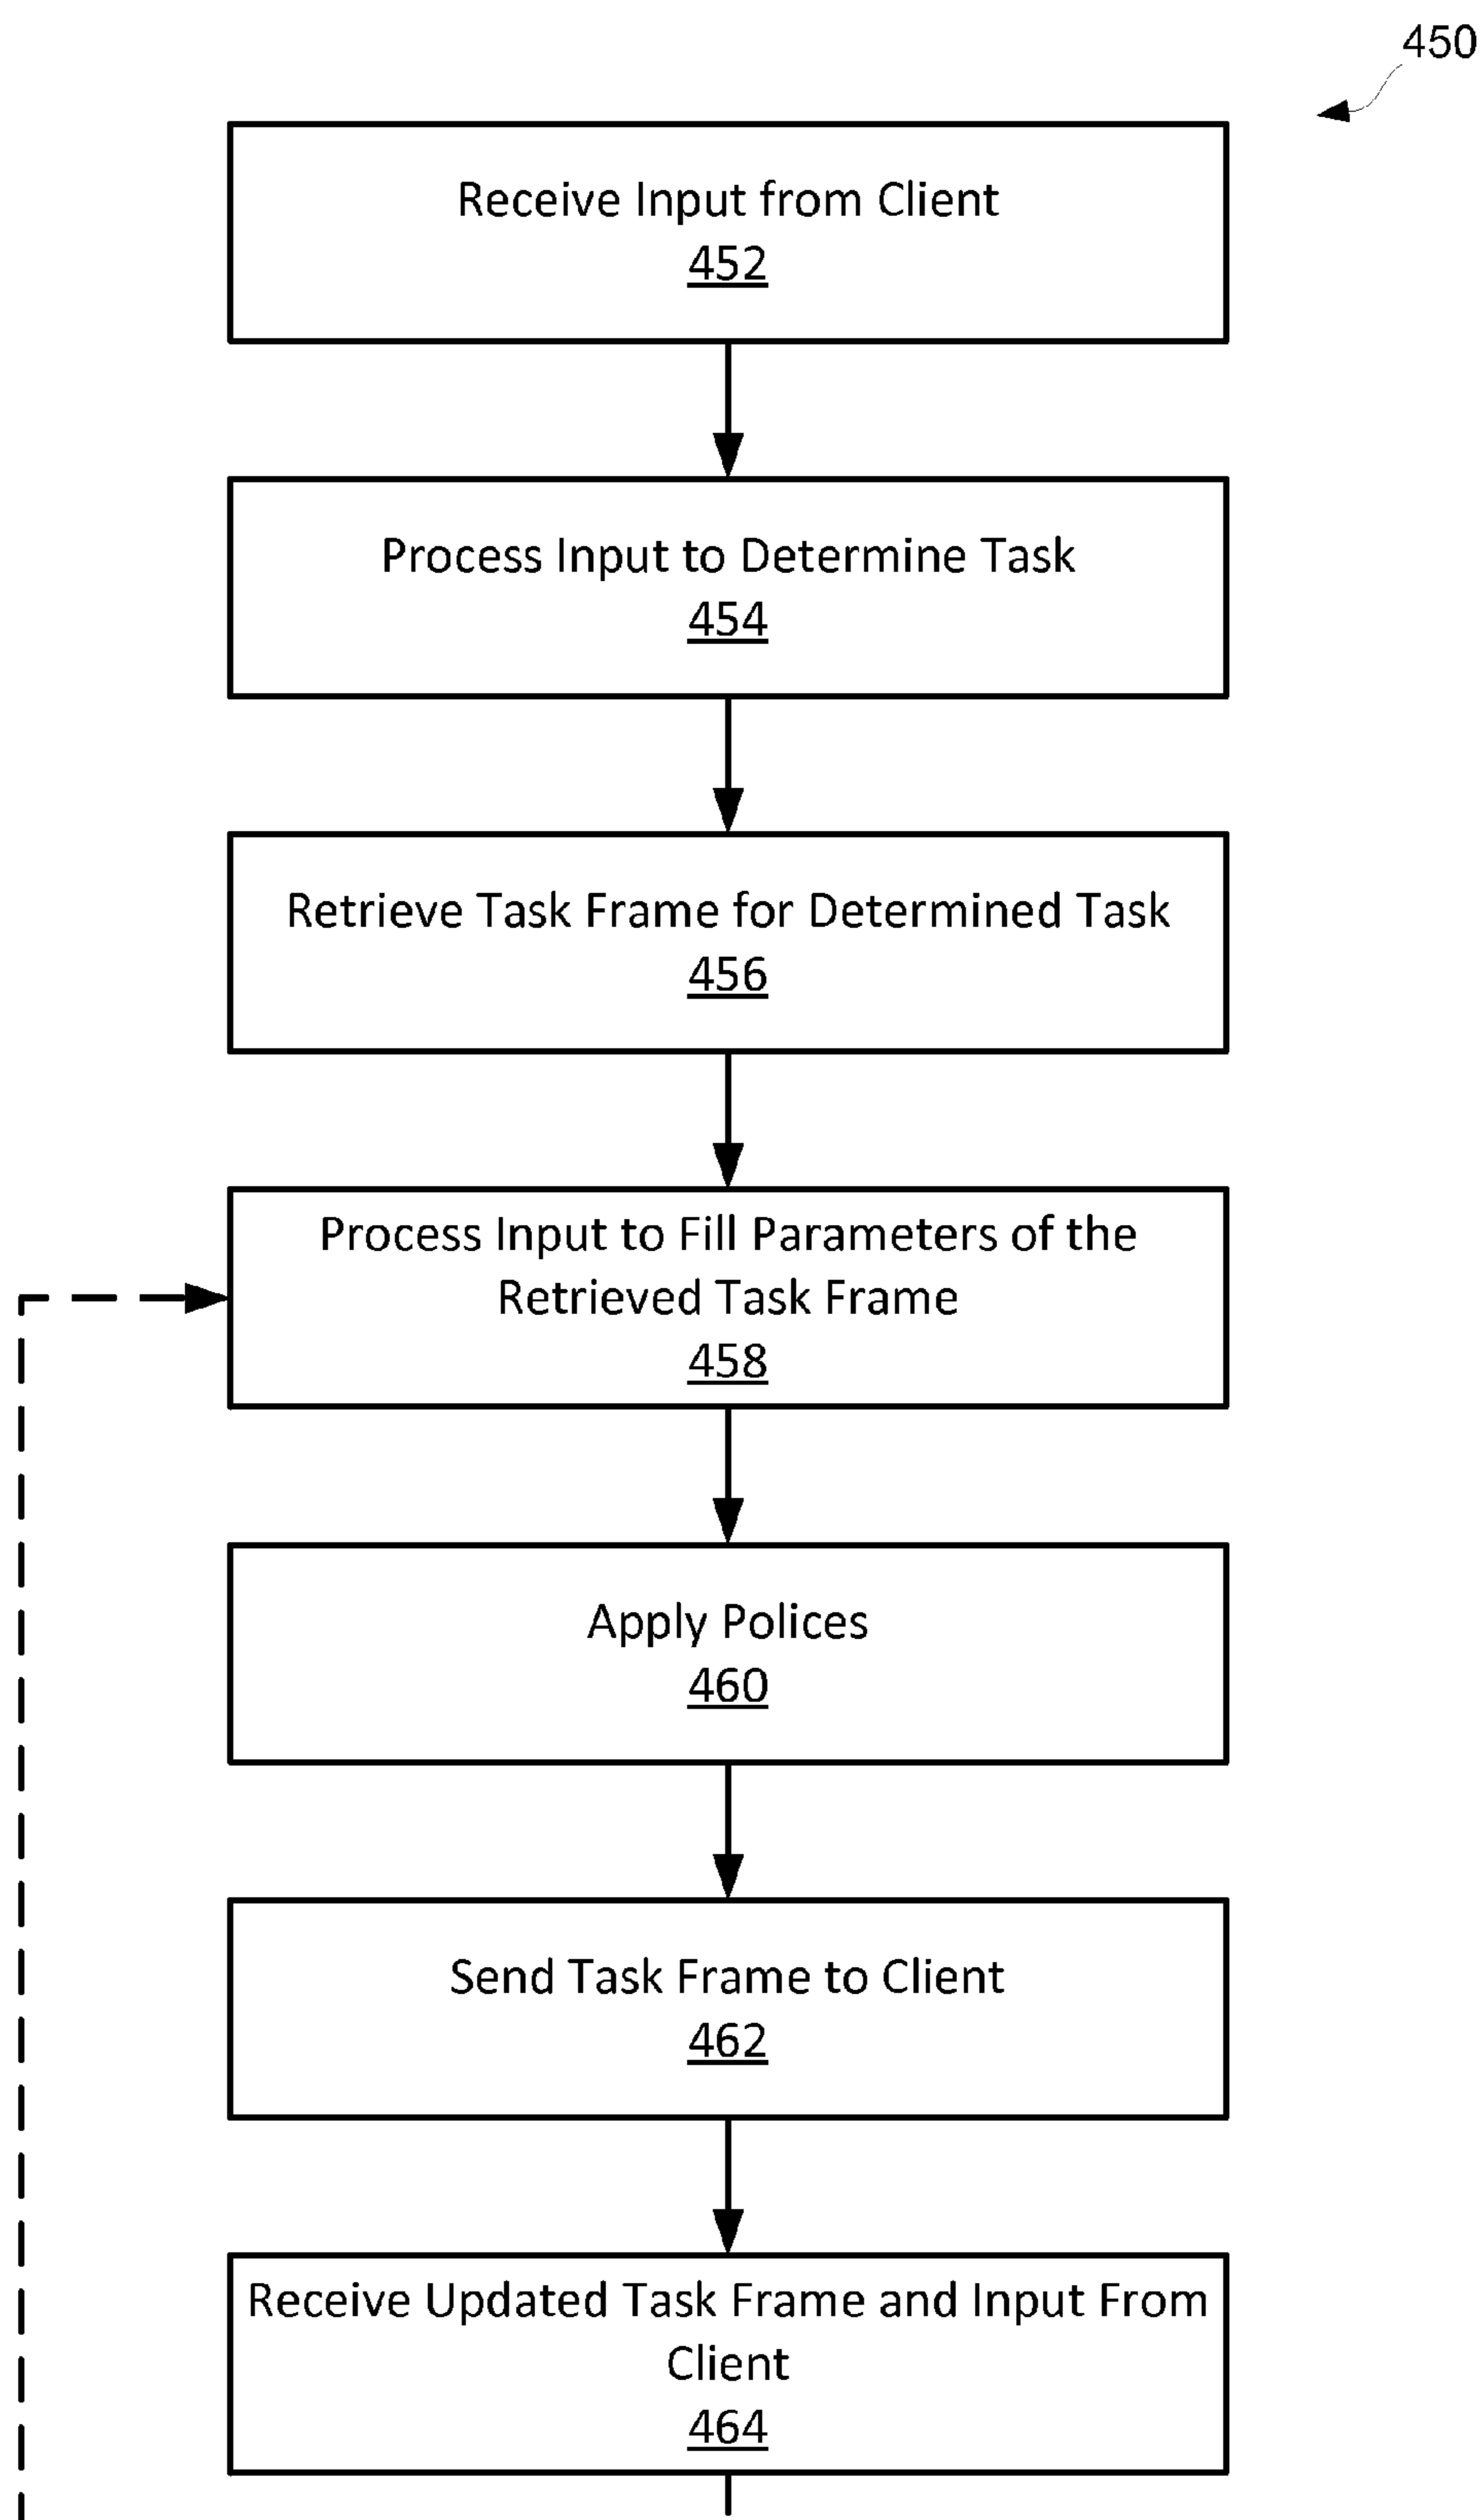 450
Receive Input from Client
452
Process Input to Determine Task
454
Retrieve Task Frame for Determined Task
456
Process Input to Fill Parameters of the
Retrieved Task Frame
458
Apply Polices
460
Send Task Frame to Client
462
Receive Updated Task Frame and Input From
Client
464